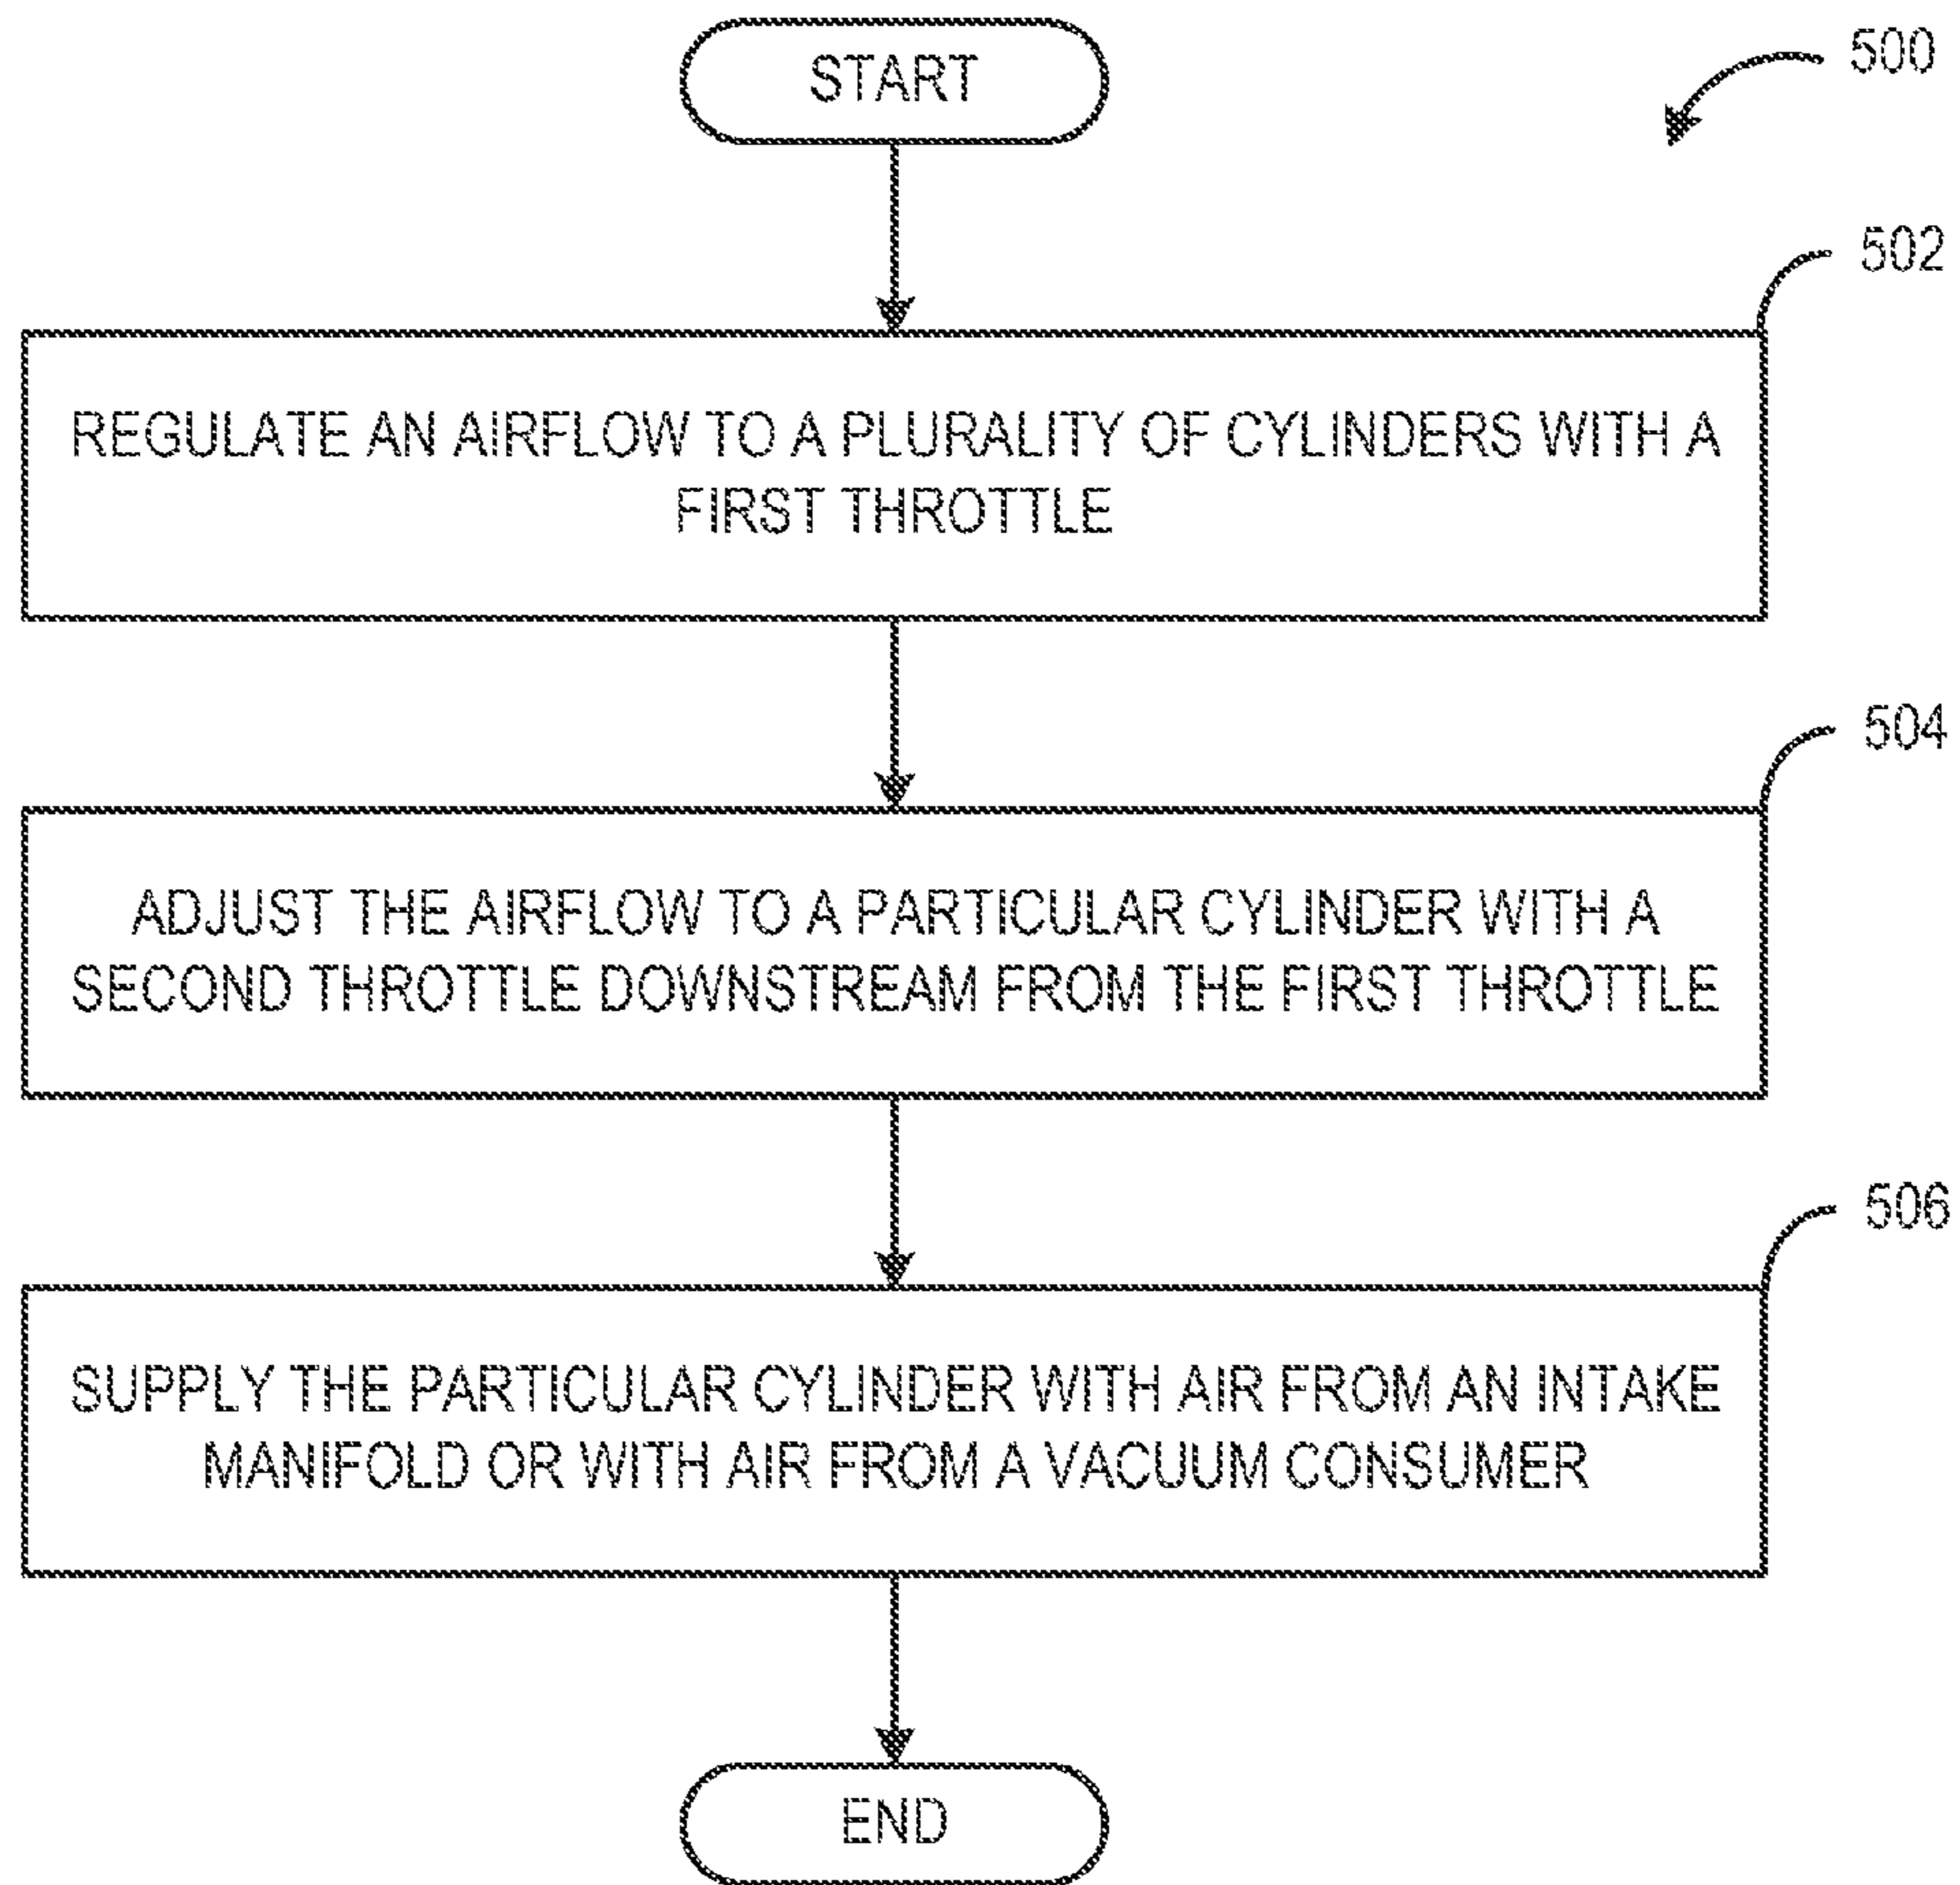 START
500
502
REGULATE AN AIRFLOW TO A PLURALITY OF CYLINDERS WITH A
FIRST THROTTLE
504
ADJUST THE AIRFLOW TO A PARTICULAR CYLINDER WITH A
SECOND THROTTLE DOWNSTREAM FROM THE FIRST THROTTLE
506
SUPPLY THE PARTICULAR CYLINDER WITH AIR FROM AN INTAKE
MANIFOLD OR WITH AIR FROM A VACUUM CONSUMER
END